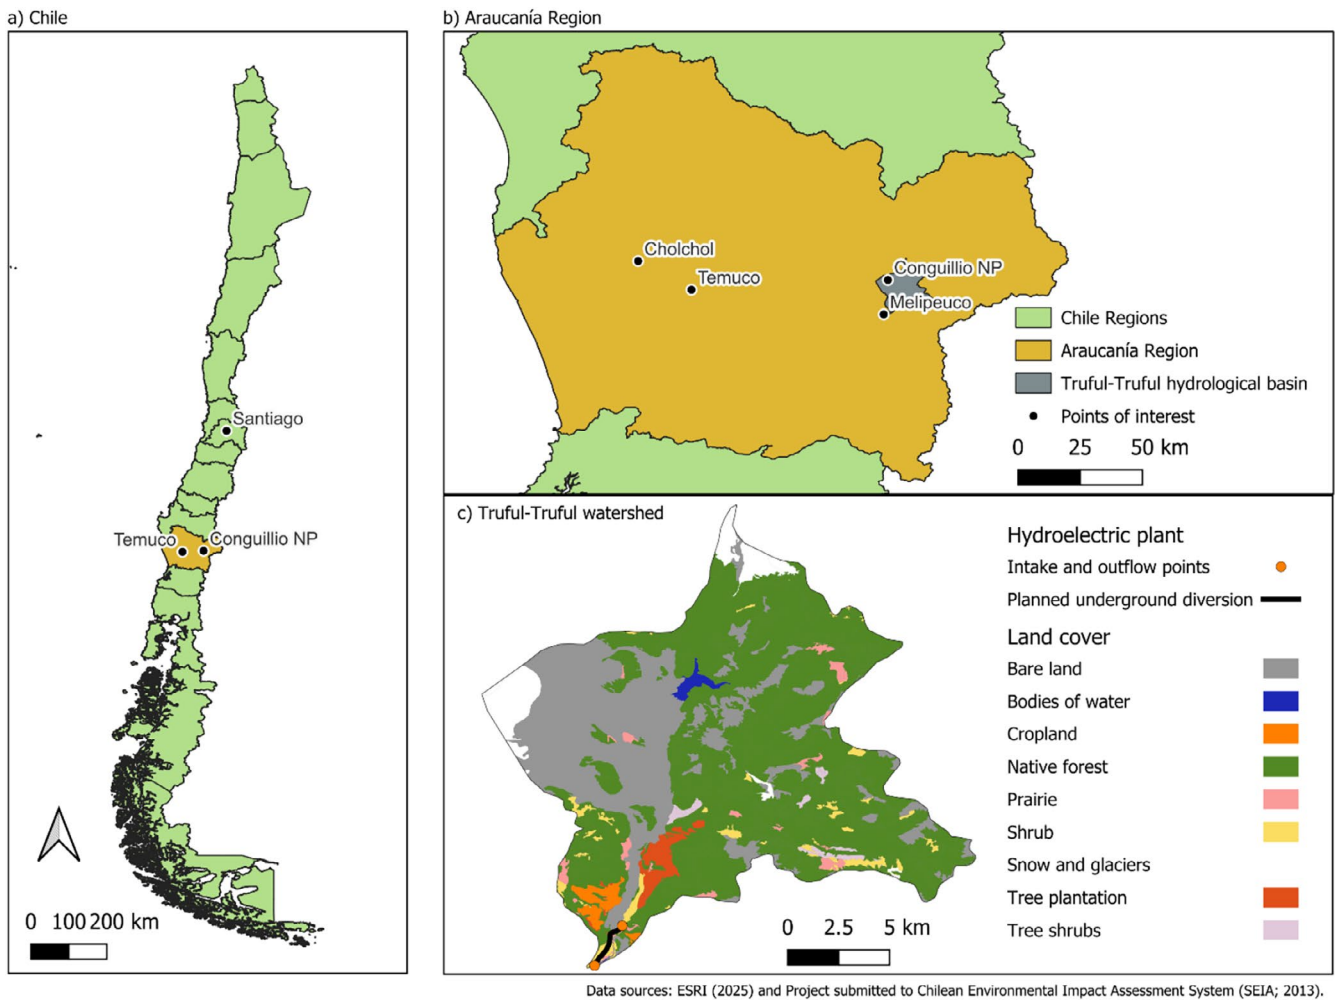 a) Chile
Santiago
Temuco
Conguillio NP
0 100 200 km
b) Araucanía Region
Cholchol
Temuco
Conguillio NP
Melipeuco
Chile Regions
Araucanía Region
Truful-Truful hydrological basin
Points of interest
0 25 50 km
c) Truful-Truful watershed
0 2.5 5 km
Hydroelectric plant
Intake and outflow points
Planned underground diversion
Land cover
Bare land
Bodies of water
Cropland
Native forest
Prairie
Shrub
Snow and glaciers
Tree plantation
Tree shrubs
Data sources: ESRI (2025) and Project submitted to Chilean Environmental Impact Assessment System (SEIA; 2013).